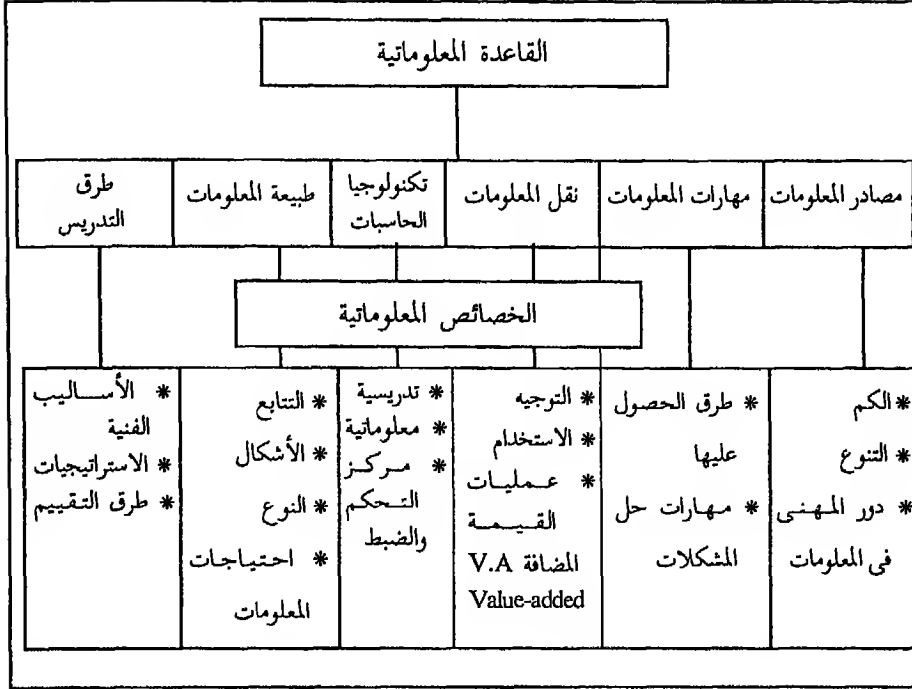 القاعدة المعلوماتية
مصادر المعلومات
مهارات المعلومات
نقل المعلومات
تكنولوجيا
الحاسبات
طبيعة المعلومات
طرق
التدريس
الخصائص المعلوماتية
* الكم
* التنوع
* دور المهنى
فى المعلومات
* طرق الحصول
عليها
* مهارات حل
المشكلات
* التوجيه
* الاستخدام
* عمليات
القيمة
المضافة V.A
Value-added
* تدريسية
* معلوماتية
* مركز
التحكم
والضبط
* التتابع
* الأشكال
* النوع
* احتياجات
المعلومات
* الأساليب
الفنية
* الاستراتيجيات
* طرق التقييم